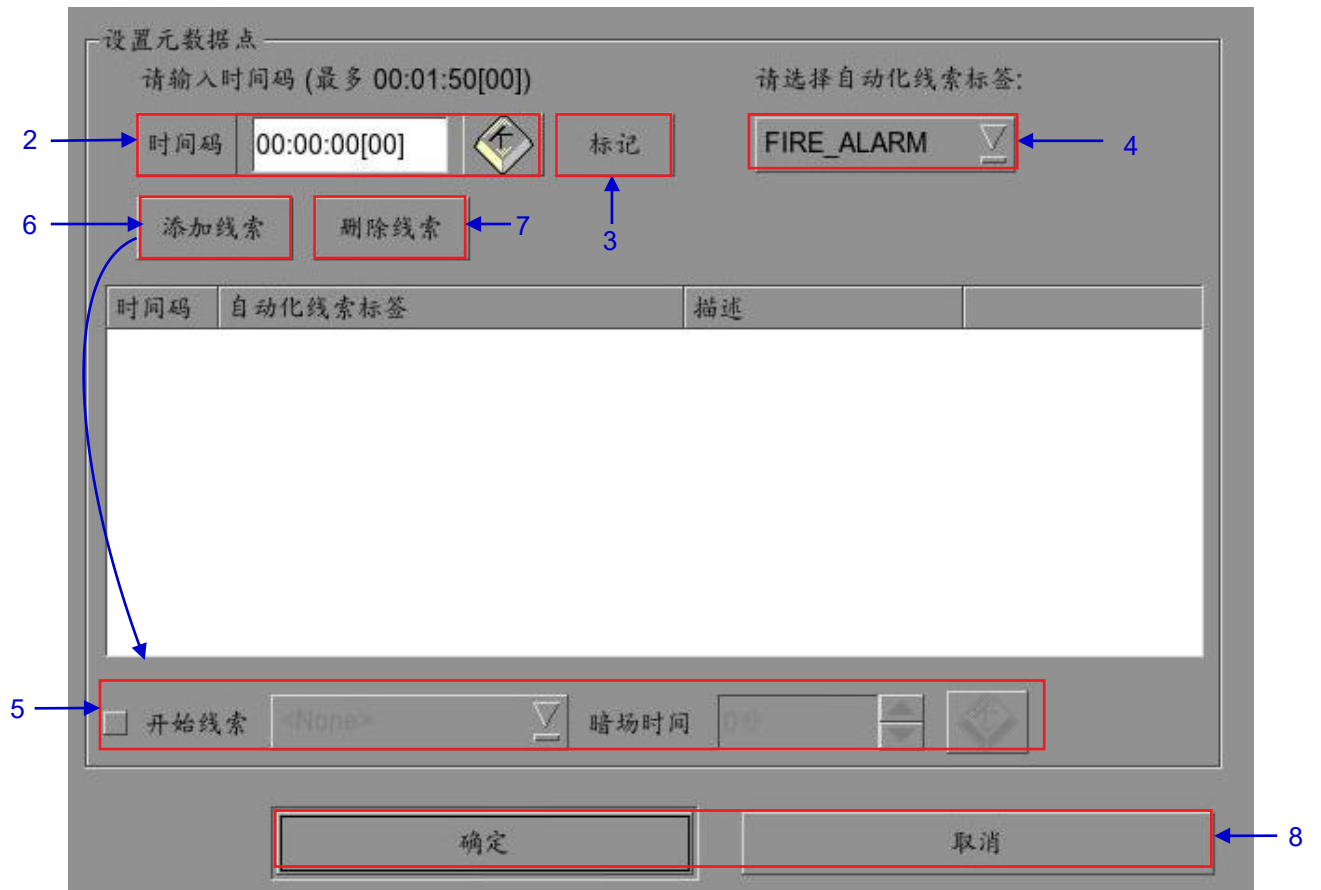 设置元数据点
请输入时间码 (最多 00:01:50[00])
请选择自动化线索标签:
2
时间码
00:00:00[00]
标记
FIRE_ALARM
4
6
添加线索
删除线索
7
3
时间码
自动化线索标签
描述
5
开始线索
<None>
暗场时间
确定
取消
8